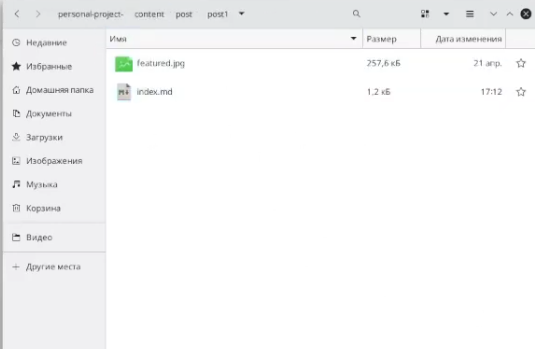 personal-project- content post post1
Имя Размер Дата изменения
Недавние
featured.jpg 257,6 кБ 21 апр.
Избранные
Домашняя папка
index.md 1,2 кБ 17:12
Документы
Загрузки
Изображения
Музыка
Корзина
Видео
+ Другие места